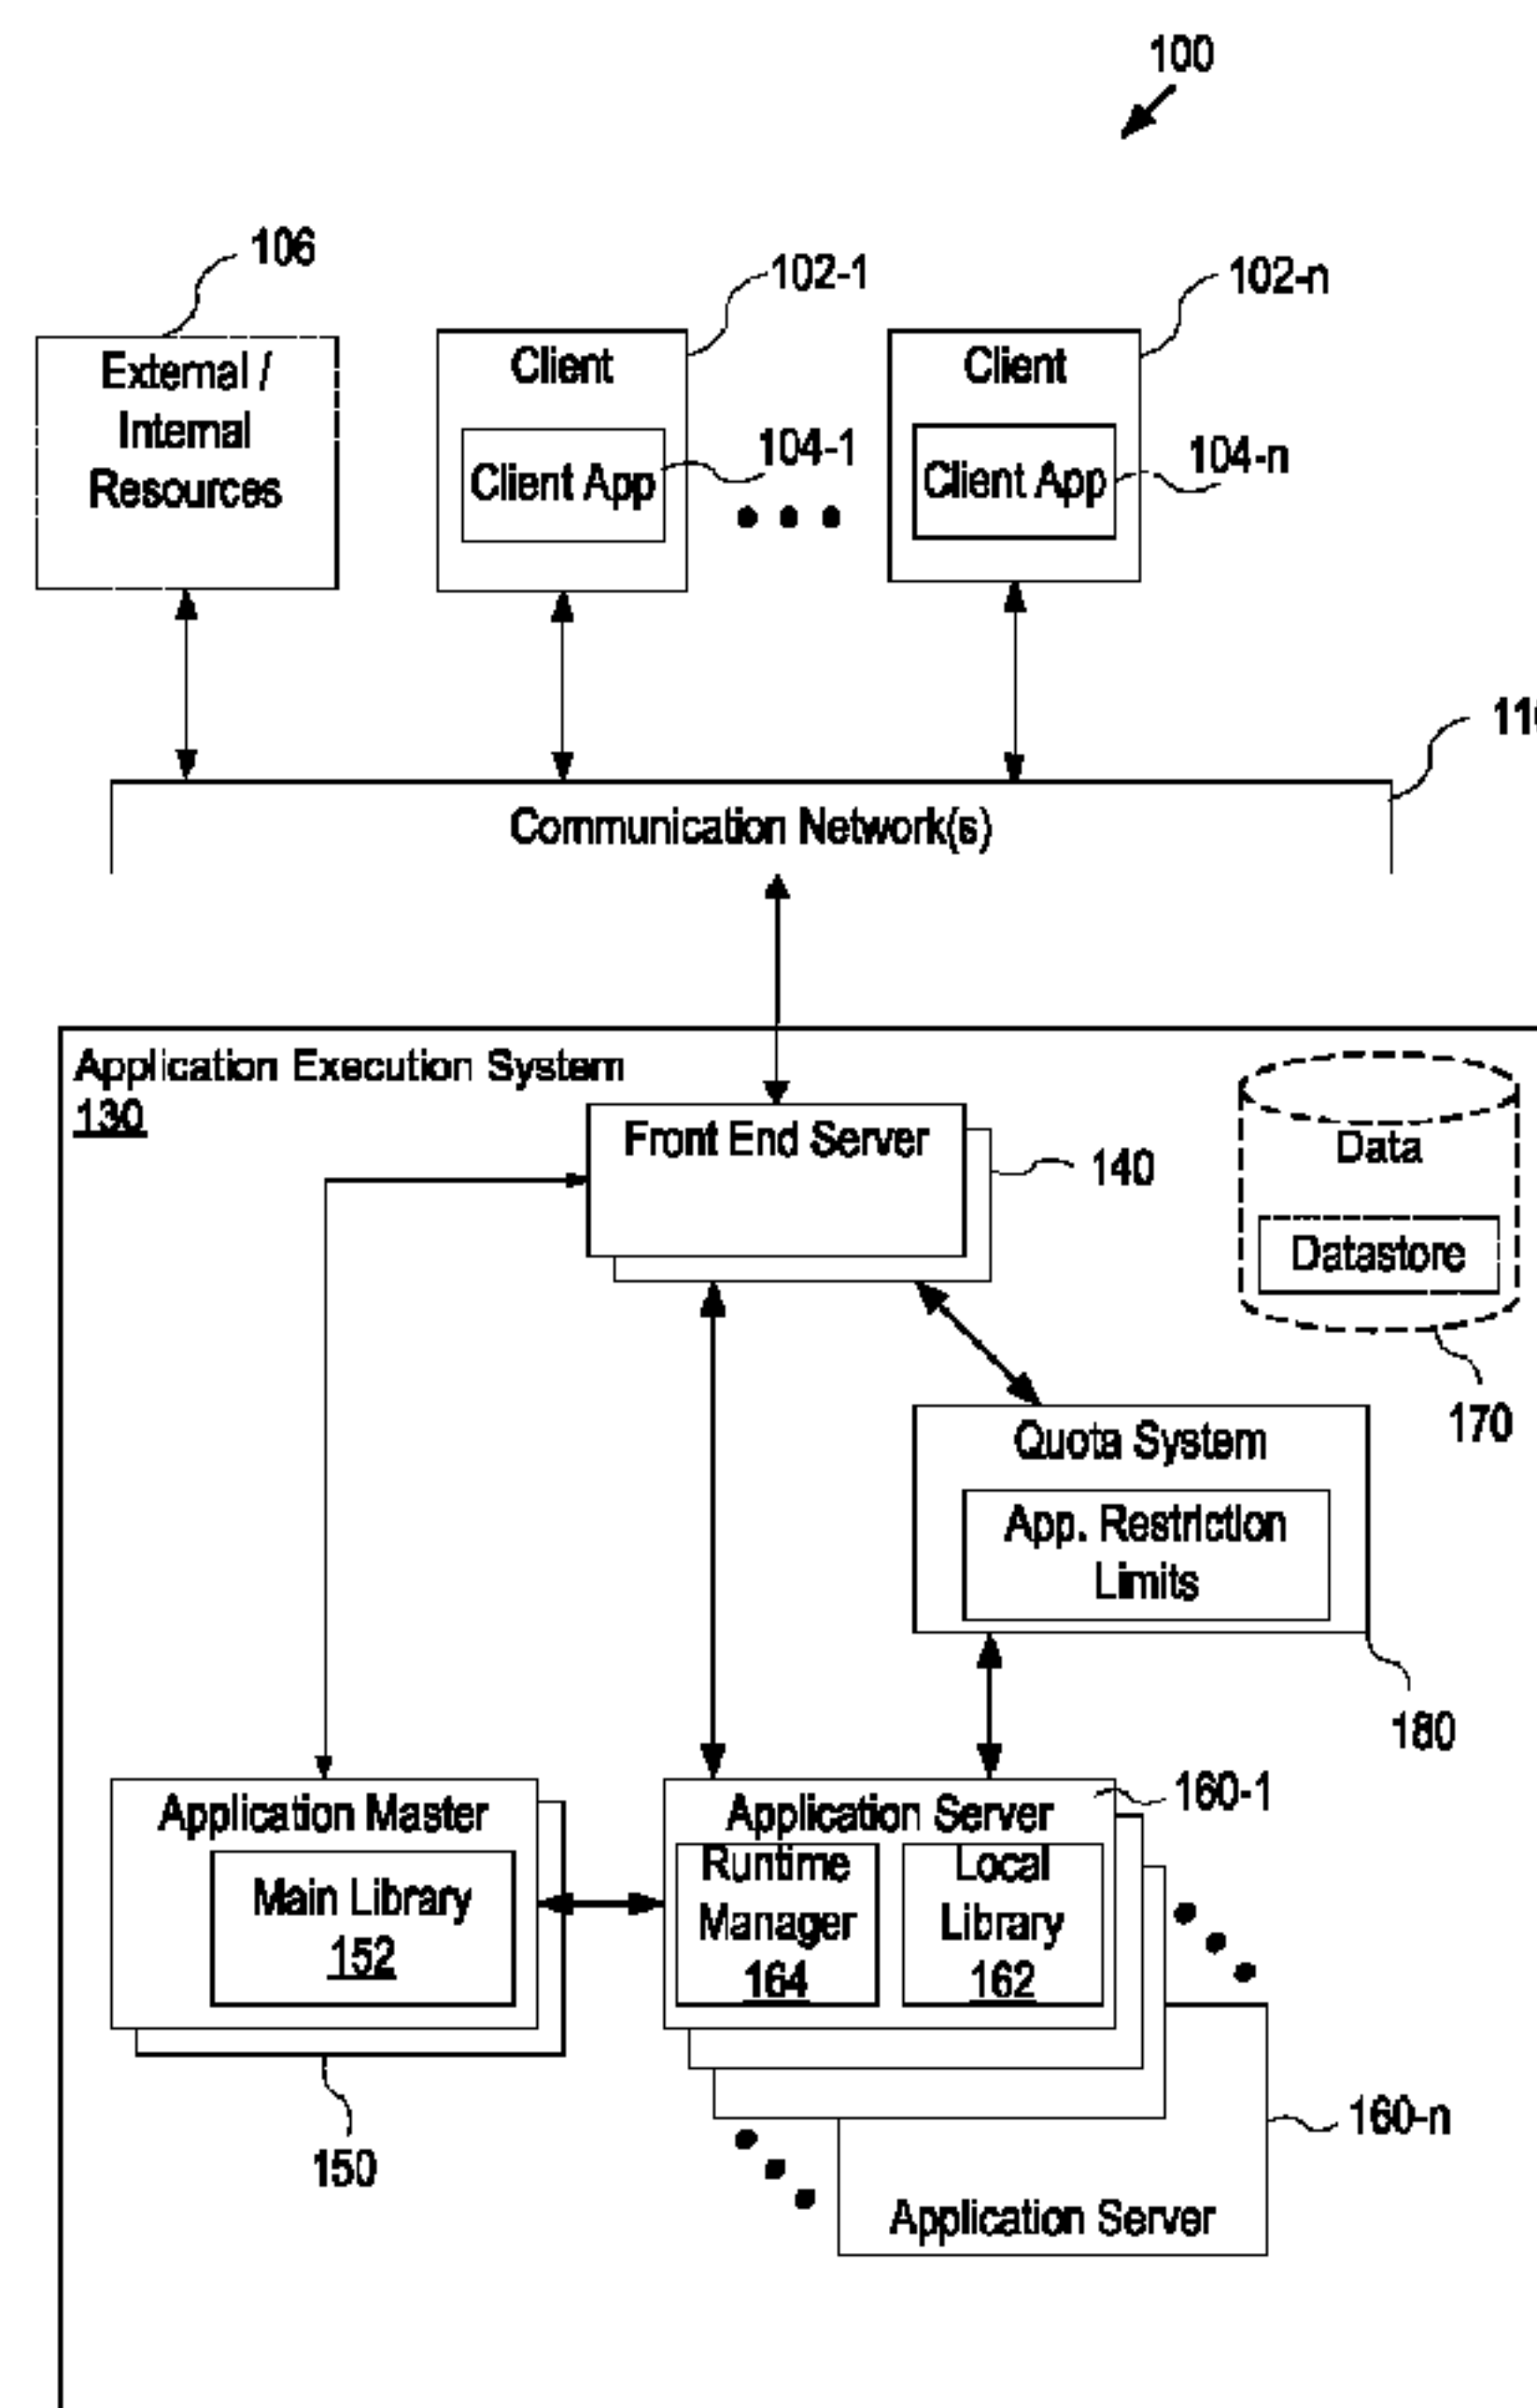 100
106
102-1
102-n
External /
Internal
Resources
Client
Client App
104-1
Client
Client App
104-n
Communication Network(s)
Application Execution System
130
Front End Server
140
Data
Datastore
170
Quota System
App. Restriction
Limits
180
Application Master
Main Library
152
150
Application Server
160-1
Runtime
Manager
164
Local
Library
162
160-n
Application Server